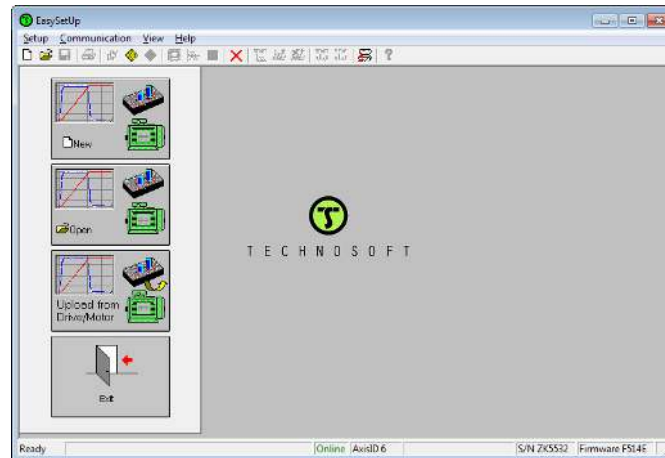 EasySetUp
Setup Communication View Help
New
Open
Upload from
Drive/Motor
Exit
TECHNOSOFT
Ready Online AxisID 6 S/N ZK5532 Firmware F514E